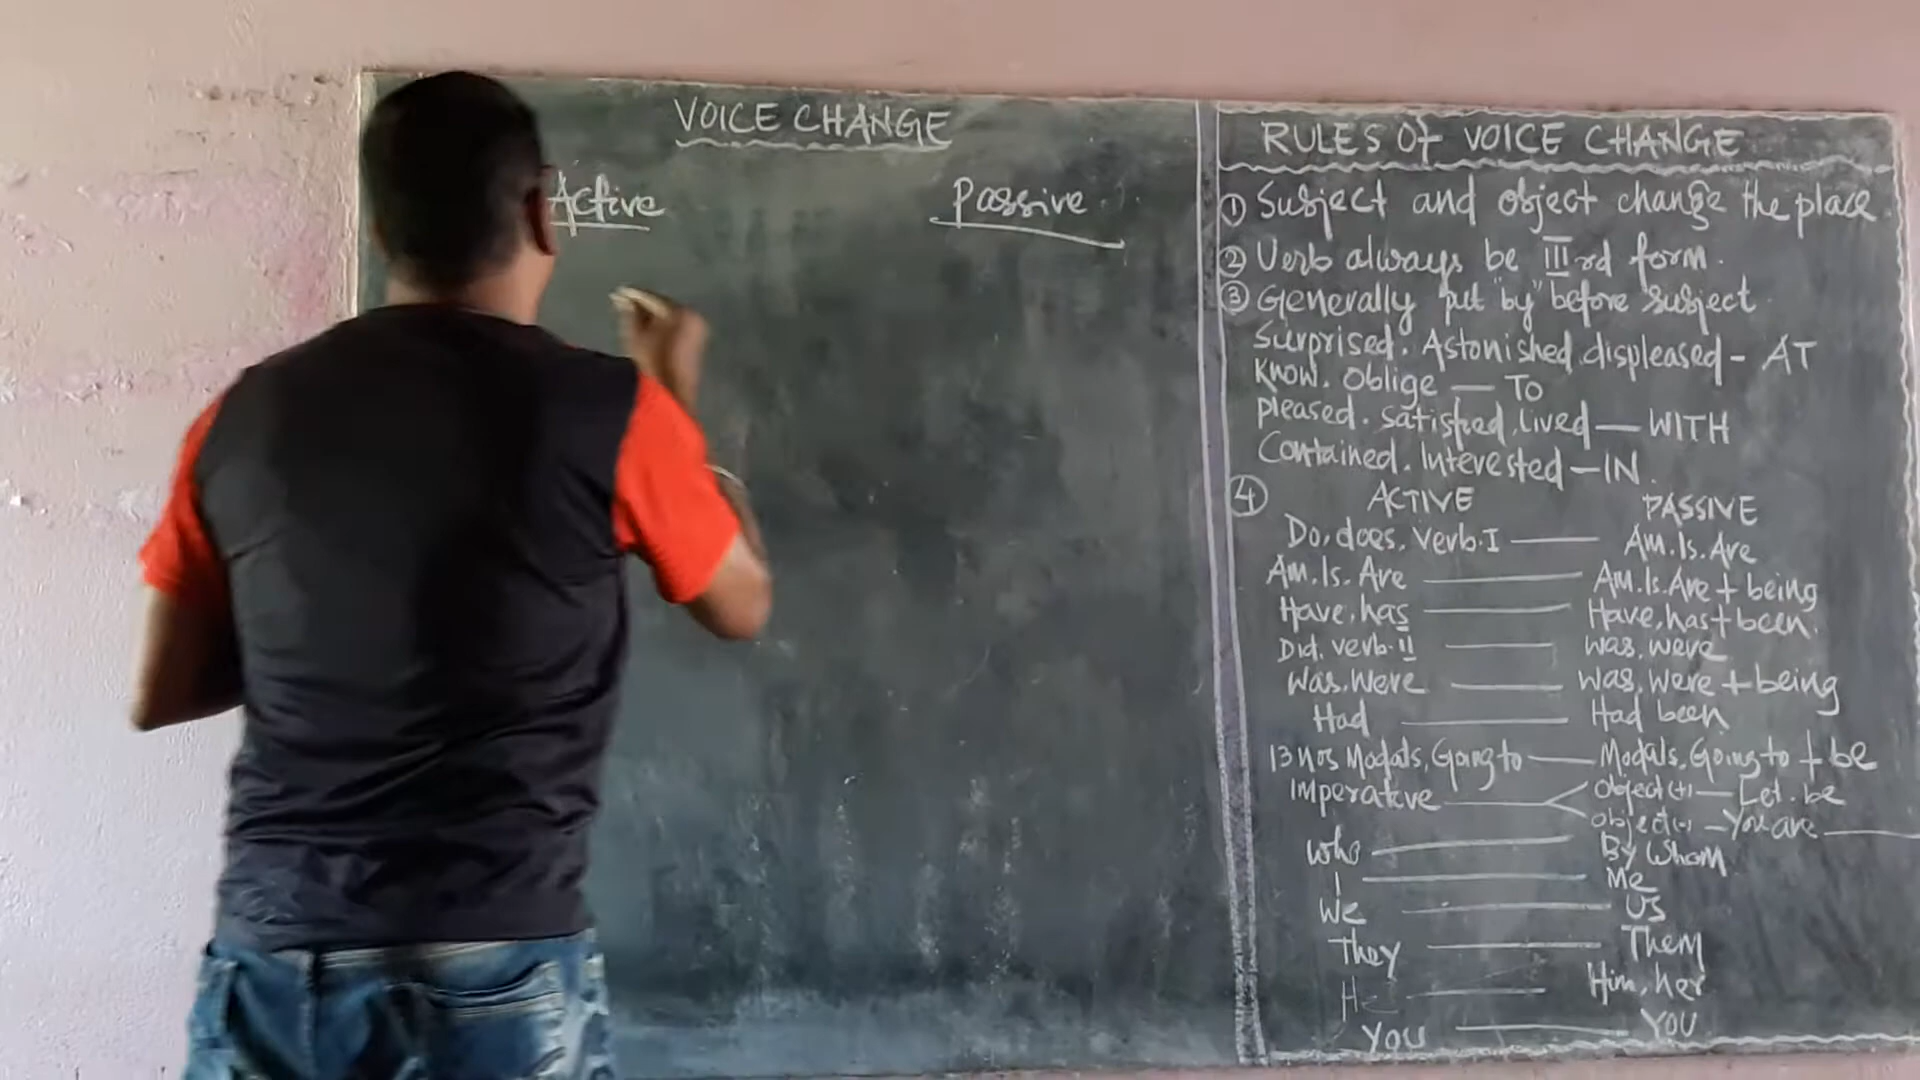 VOICE CHANGE
Active Passive
RULES Of VOICE CHANGE
① Subject and object change the place.
② Verb always be IIIrd form.
③ Generally put "by" before subject
Surprised. Astonished displeased - AT
Know. Oblige — TO
pleased. satisfied, lived — WITH
Contained. Interested — IN.
④ ACTIVE PASSIVE
Do, does, Verb.I — Am. Is. Are
Am. Is. Are — Am. Is. Are + being
Have, has — Have, has + been.
Did. verb.II — Was, were
Was. Were — Was, were + being
Had — Had been
13 nos Modals, Going to — Modals, Going to + be
Imperative — Object(+) — Let. be
Object(-) — You are —
Who — By Whom
I — Me
We — Us
They — Them
He — Him, her
You — YOU